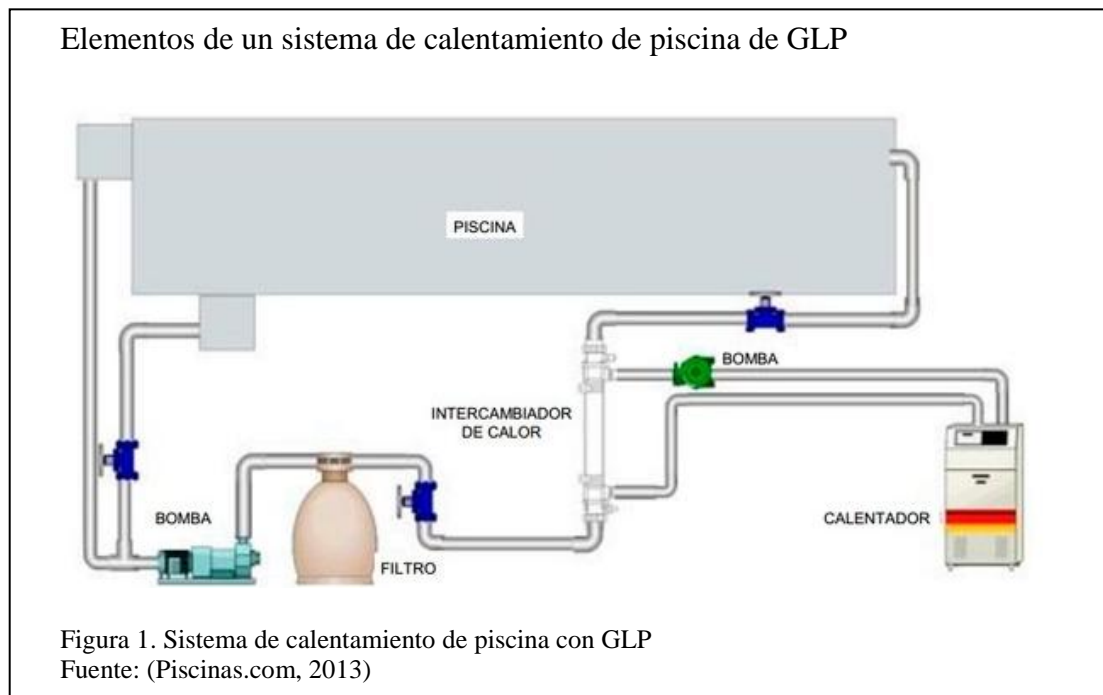 Elementos de un sistema de calentamiento de piscina de GLP
PISCINA
BOMBA
INTERCAMBIADOR
DE CALOR
CALENTADOR
BOMBA
FILTRO
Figura 1. Sistema de calentamiento de piscina con GLP
Fuente: (Piscinas.com, 2013)